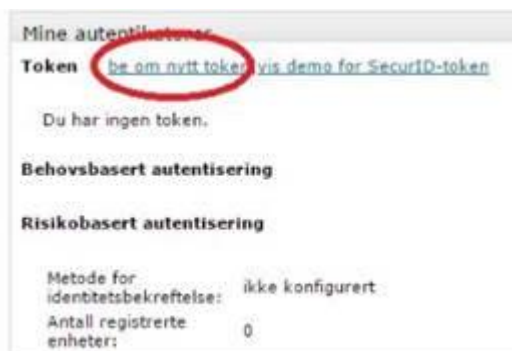 Mine autentikatorer
Token be om nytt token vis demo for SecurID-token
Du har ingen token.
Behovsbasert autentisering
Risikobasert autentisering
Metode for
identitetsbekreftelse: ikke konfigurert
Antall registrerte
enheter: 0